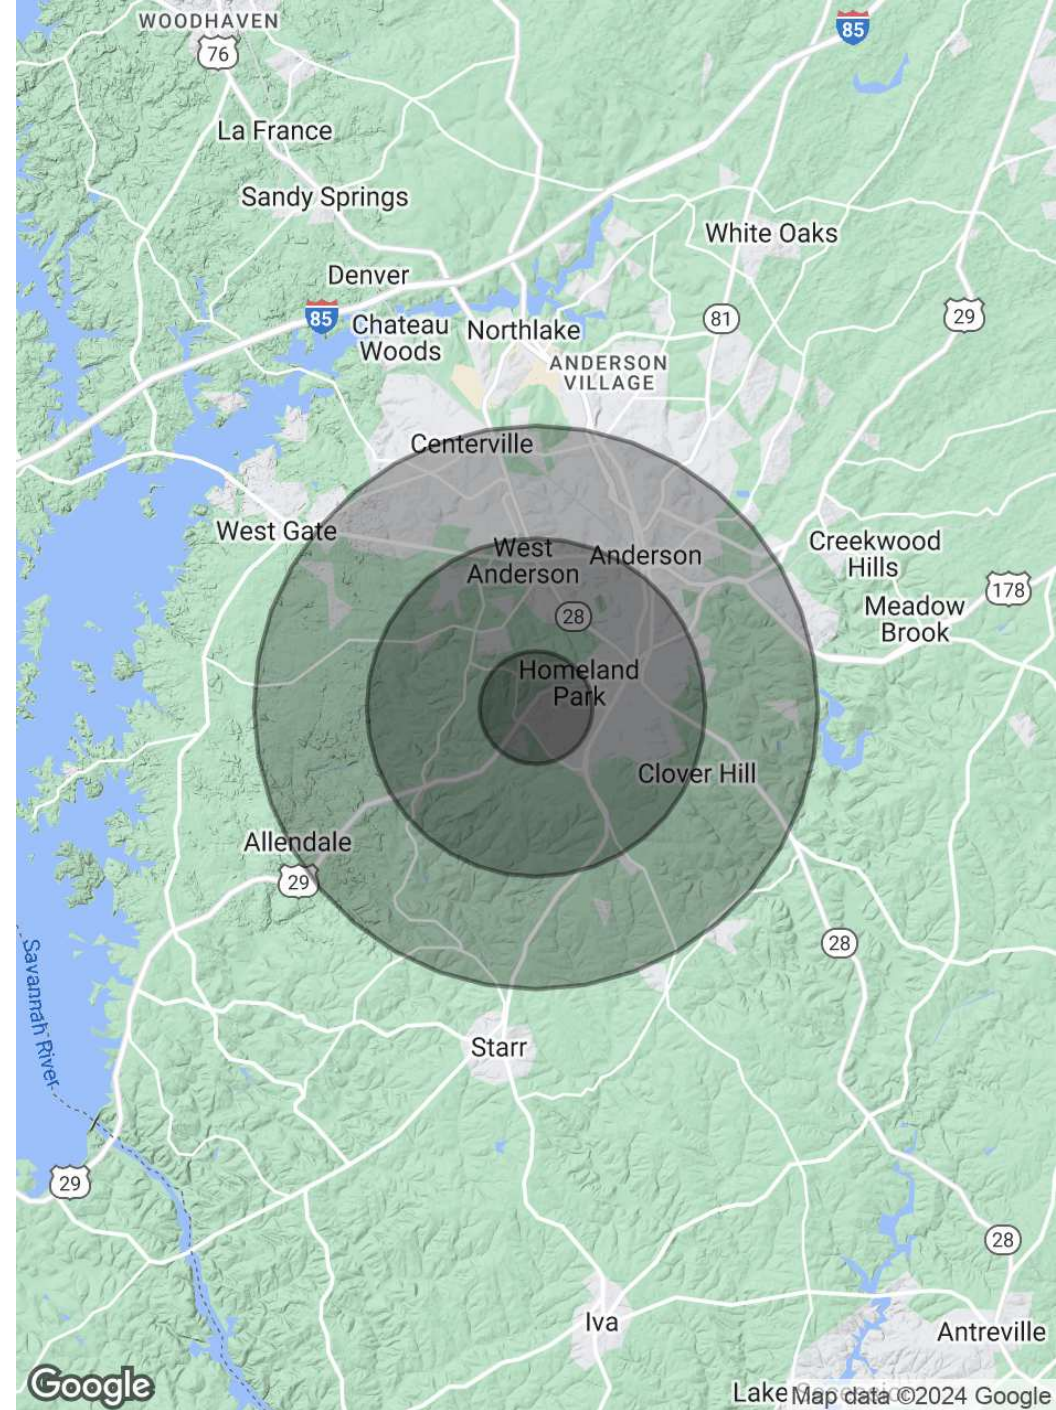 WOODHAVEN
76
85
La France
Sandy Springs
White Oaks
Denver
85
Chateau
Woods
Northlake
81
29
ANDERSON
VILLAGE
Centerville
West Gate
West
Anderson
Anderson
Creekwood
Hills
178
28
Meadow
Brook
Homeland
Park
Clover Hill
Allendale
29
28
Savannah River
Starr
29
28
Iva
Antreville
Google
Lake
Map data ©2024 Google